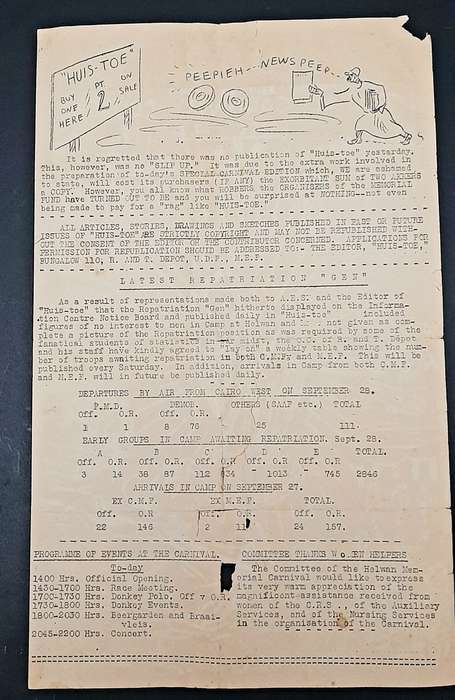 "HUIS-TOE"
BUY PT ON
ONE 2 SALE
HERE!
PEEPIEH---NEWSPEEP--
It is regretted that there was no publication of "Huis-toe" yesterday.
This, however, was no "SLIP UP." It was due to the extra work involved in
the preparation of to-day's SPECIAL CARNIVAL EDITON which, WE are ashamed
to state, will cost its purchasers (IF ANY) the EXORBITANT SUM of TWO AKKERS
a COPY. However, you all know what ROBBERS the ORGANISERS of the MEMORIAL
FUND have TURNED OUT TO BE and you will be surprised at NOTHING--not even
being made to pay for a "rag" like "HUIS-TOE."
ALL ARTICLES, STORIES, DRAWINGS AND SKETCHES PUBLISHED IN PAST OR FUTURE
ISSUES OF "HUIS-TOE" ARE STRICTLY COPYRIGHT AND MAY NOT BE REPUBLISHED WITH-
OUT THE CONSENT OF THE EDITOR OR THE CONTRIBUTOR CONCERNED. APPLICATIONS FOR
PERMISSION FOR REPUBLICATION SHOULD BE ADDRESSED TO:- THE EDITOR, "HUIS-TOE,"
BUNGALOW 110, R. AND T. DEPOT, U.D.F., M.E.F.
LATEST REPATRIATION "GEN"
As a result of representations made both to A.E.S. and the Editor of
"Huis-toe" that the Repatriation "Gen" hitherto displayed on the Informa-
tion Centre Notice Board and published daily in "Huis-toe" included
figures of no interest to men in Camp at Helwan and not given as com-
plete a picture of the Repatriation position as was required by some of the
fanatical students of statistics in midst, the O.C. of R. and T. Depot
and his staff have kindly agreed to "lay on" a weekly table showing the num-
ber of troops awaiting repatriation in both C.M.F. and M.E.F. This will be
published every Saturday. In addition, arrivals in Camp from both C.M.F.
and M.E.F. will in future be published daily.
DEPARTURES BY AIR FROM CAIRO WEST ON SEPTEMBER 28.
P.M.D. DEMOB. OTHERS (SAAF etc.) TOTAL
Off. O.R. Off. O.R.
1 1 8 76 25 111.
EARLY GROUPS IN CAMP AWAITING REPATRIATION. Sept. 28.
A B C D E TOTAL
Off. O.R. Off. O.R. Off. O.R Off. O.R. Off. O.R.
3 14 38 87 112 834 - 1013 - 745 2846
ARRIVALS IN CAMP ON SEPTEMBER 27.
EX C.M.F. EX M.E.F. TOTAL.
Off. O.R Off. O.R. Off. O.R.
22 146 2 11 24 157.
PROGRAMME OF EVENTS AT THE CARNIVAL.
To-day
1400 Hrs. Official Opening.
1430-1700 Hrs. Race Meeting.
1700-1730 Hrs. Donkey Polo. Off v O.R.
1730-1800 Hrs. Donkey Events.
1800-2030 Hrs. Beergarden and Braai-
vleis.
2045-2200 Hrs. Concert.
COMMITTEE THANKS WOMEN HELPERS
The Committee of the Helwan Mem-
orial Carnival would like to express
its very warm appreciation of the
magnificent assistance received from
women of the C.R.S., of the Auxiliary
Services, and of the Nursing Services
in the organisation of the Carnival.